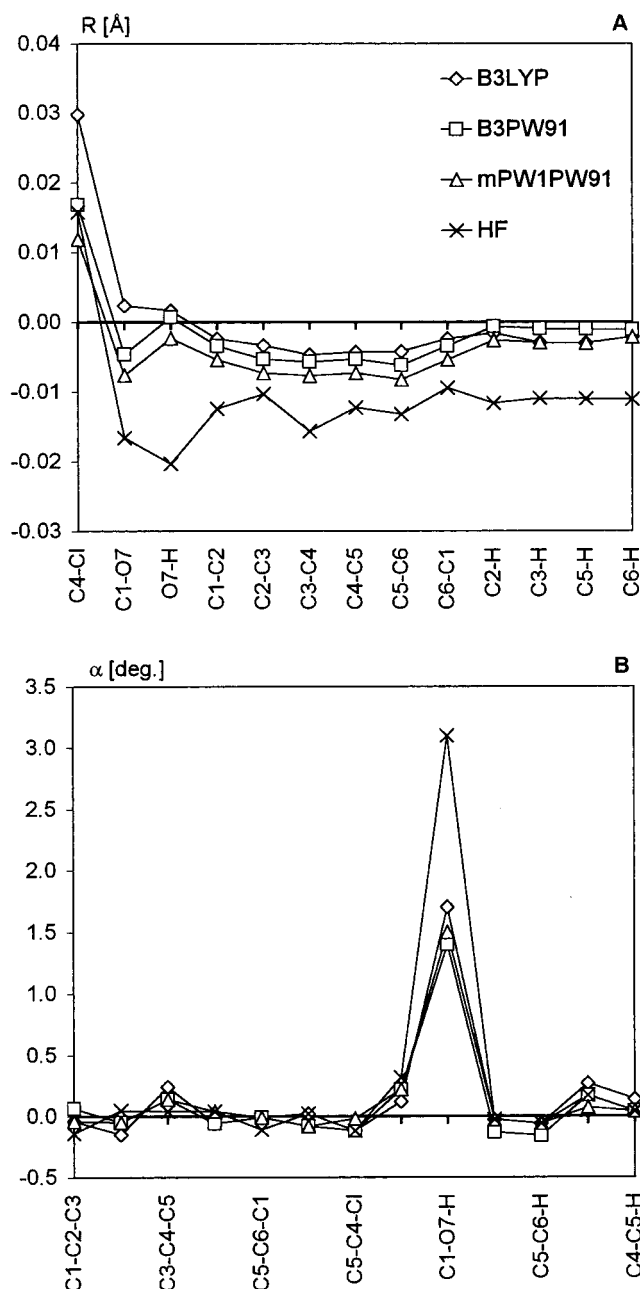 R [Å] A
0.04
0.03
0.02
0.01
0.00
-0.01
-0.02
-0.03
B3LYP
B3PW91
mPW1PW91
HF
C4-Cl
C1-O7
O7-H
C1-C2
C2-C3
C3-C4
C4-C5
C5-C6
C6-C1
C2-H
C3-H
C5-H
C6-H
α [deg.] B
3.5
3.0
2.5
2.0
1.5
1.0
0.5
0.0
-0.5
C1-C2-C3
C3-C4-C5
C5-C6-C1
C5-C4-Cl
C1-O7-H
C5-C6-H
C4-C5-H